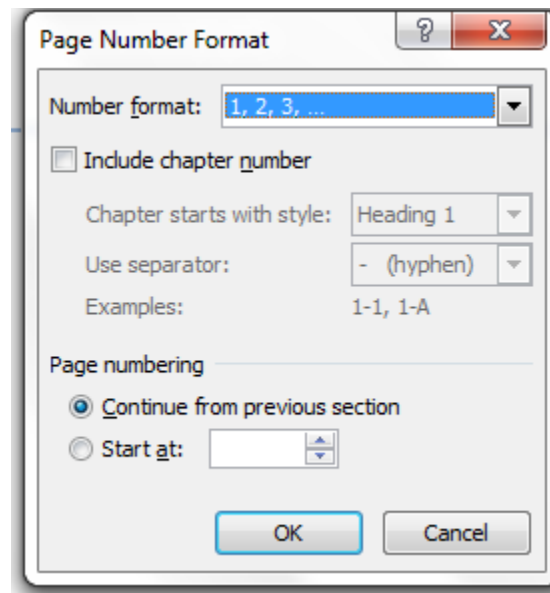 Page Number Format
Number format: 1, 2, 3, ...
Include chapter number
Chapter starts with style: Heading 1
Use separator: - (hyphen)
Examples: 1-1, 1-A
Page numbering
Continue from previous section
Start at:
OK Cancel